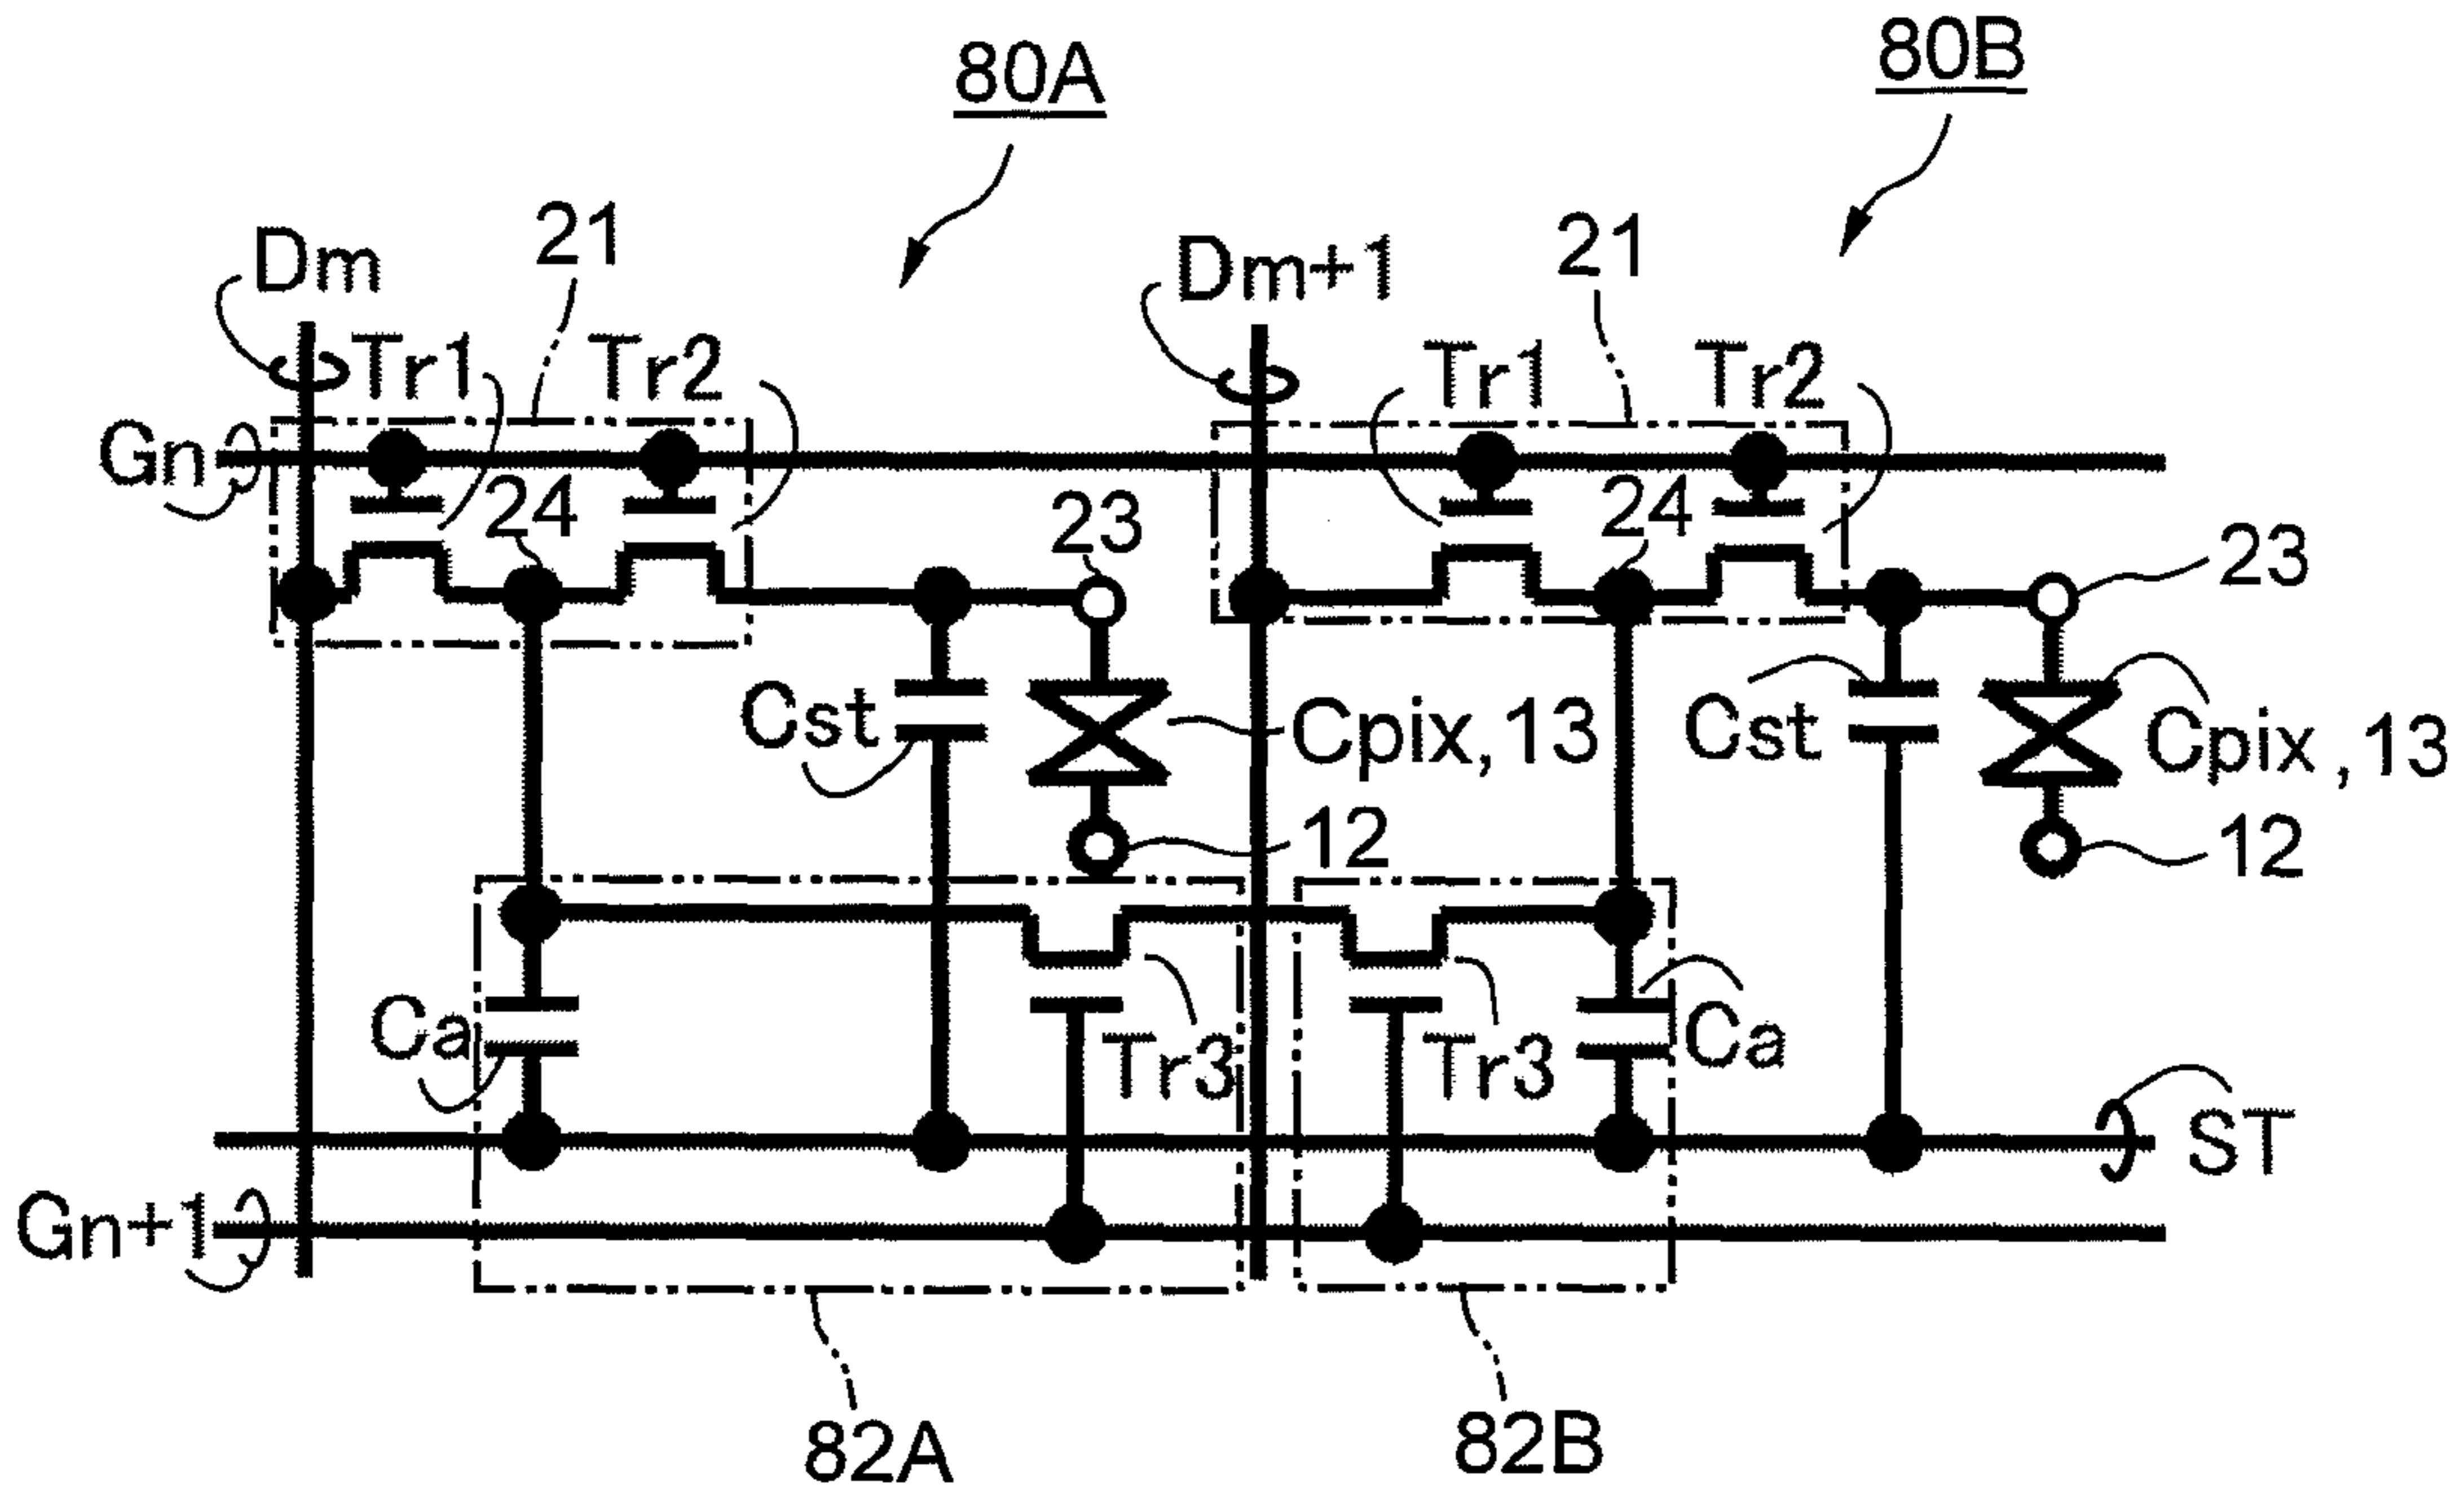 80A
80B
Dm
21
Dm+1
21
Tr1
Tr2
Tr1
Tr2
Gn
24
23
24
23
Cst
Cpix,13
Cst
Cpix,13
12
12
Ca
Tr3
Tr3
Ca
ST
Gn+1
82A
82B